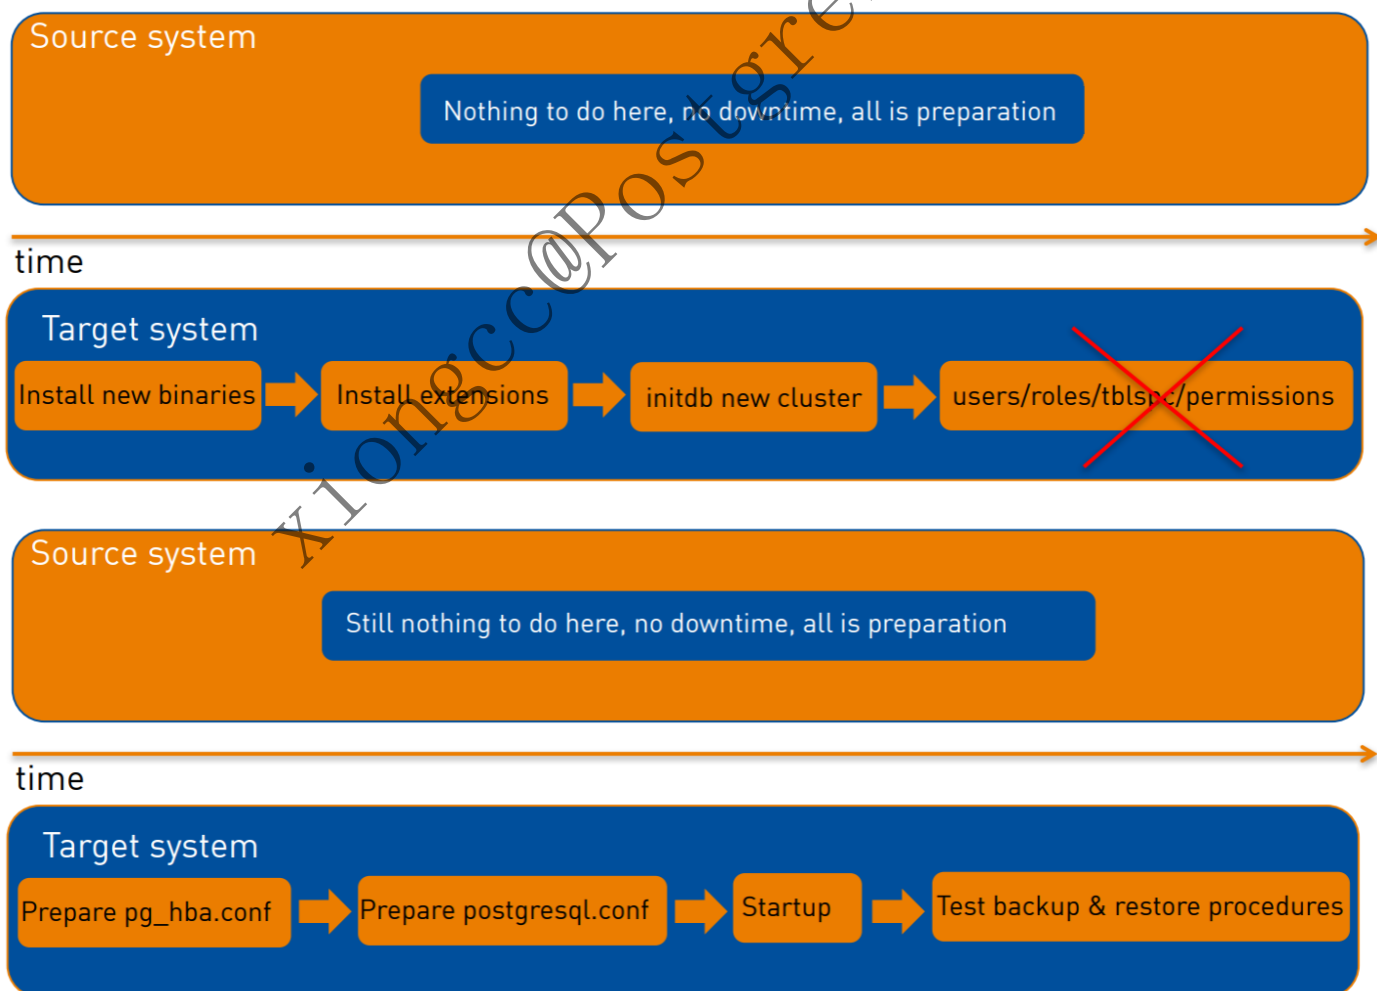 Source system
Nothing to do here, no downtime, all is preparation
time
Target system
Install new binaries
Install extensions
initdb new cluster
users/roles/tblspc/permissions
Source system
Still nothing to do here, no downtime, all is preparation
time
Target system
Prepare pg_hba.conf
Prepare postgresql.conf
Startup
Test backup & restore procedures
xiongcc@Postgre